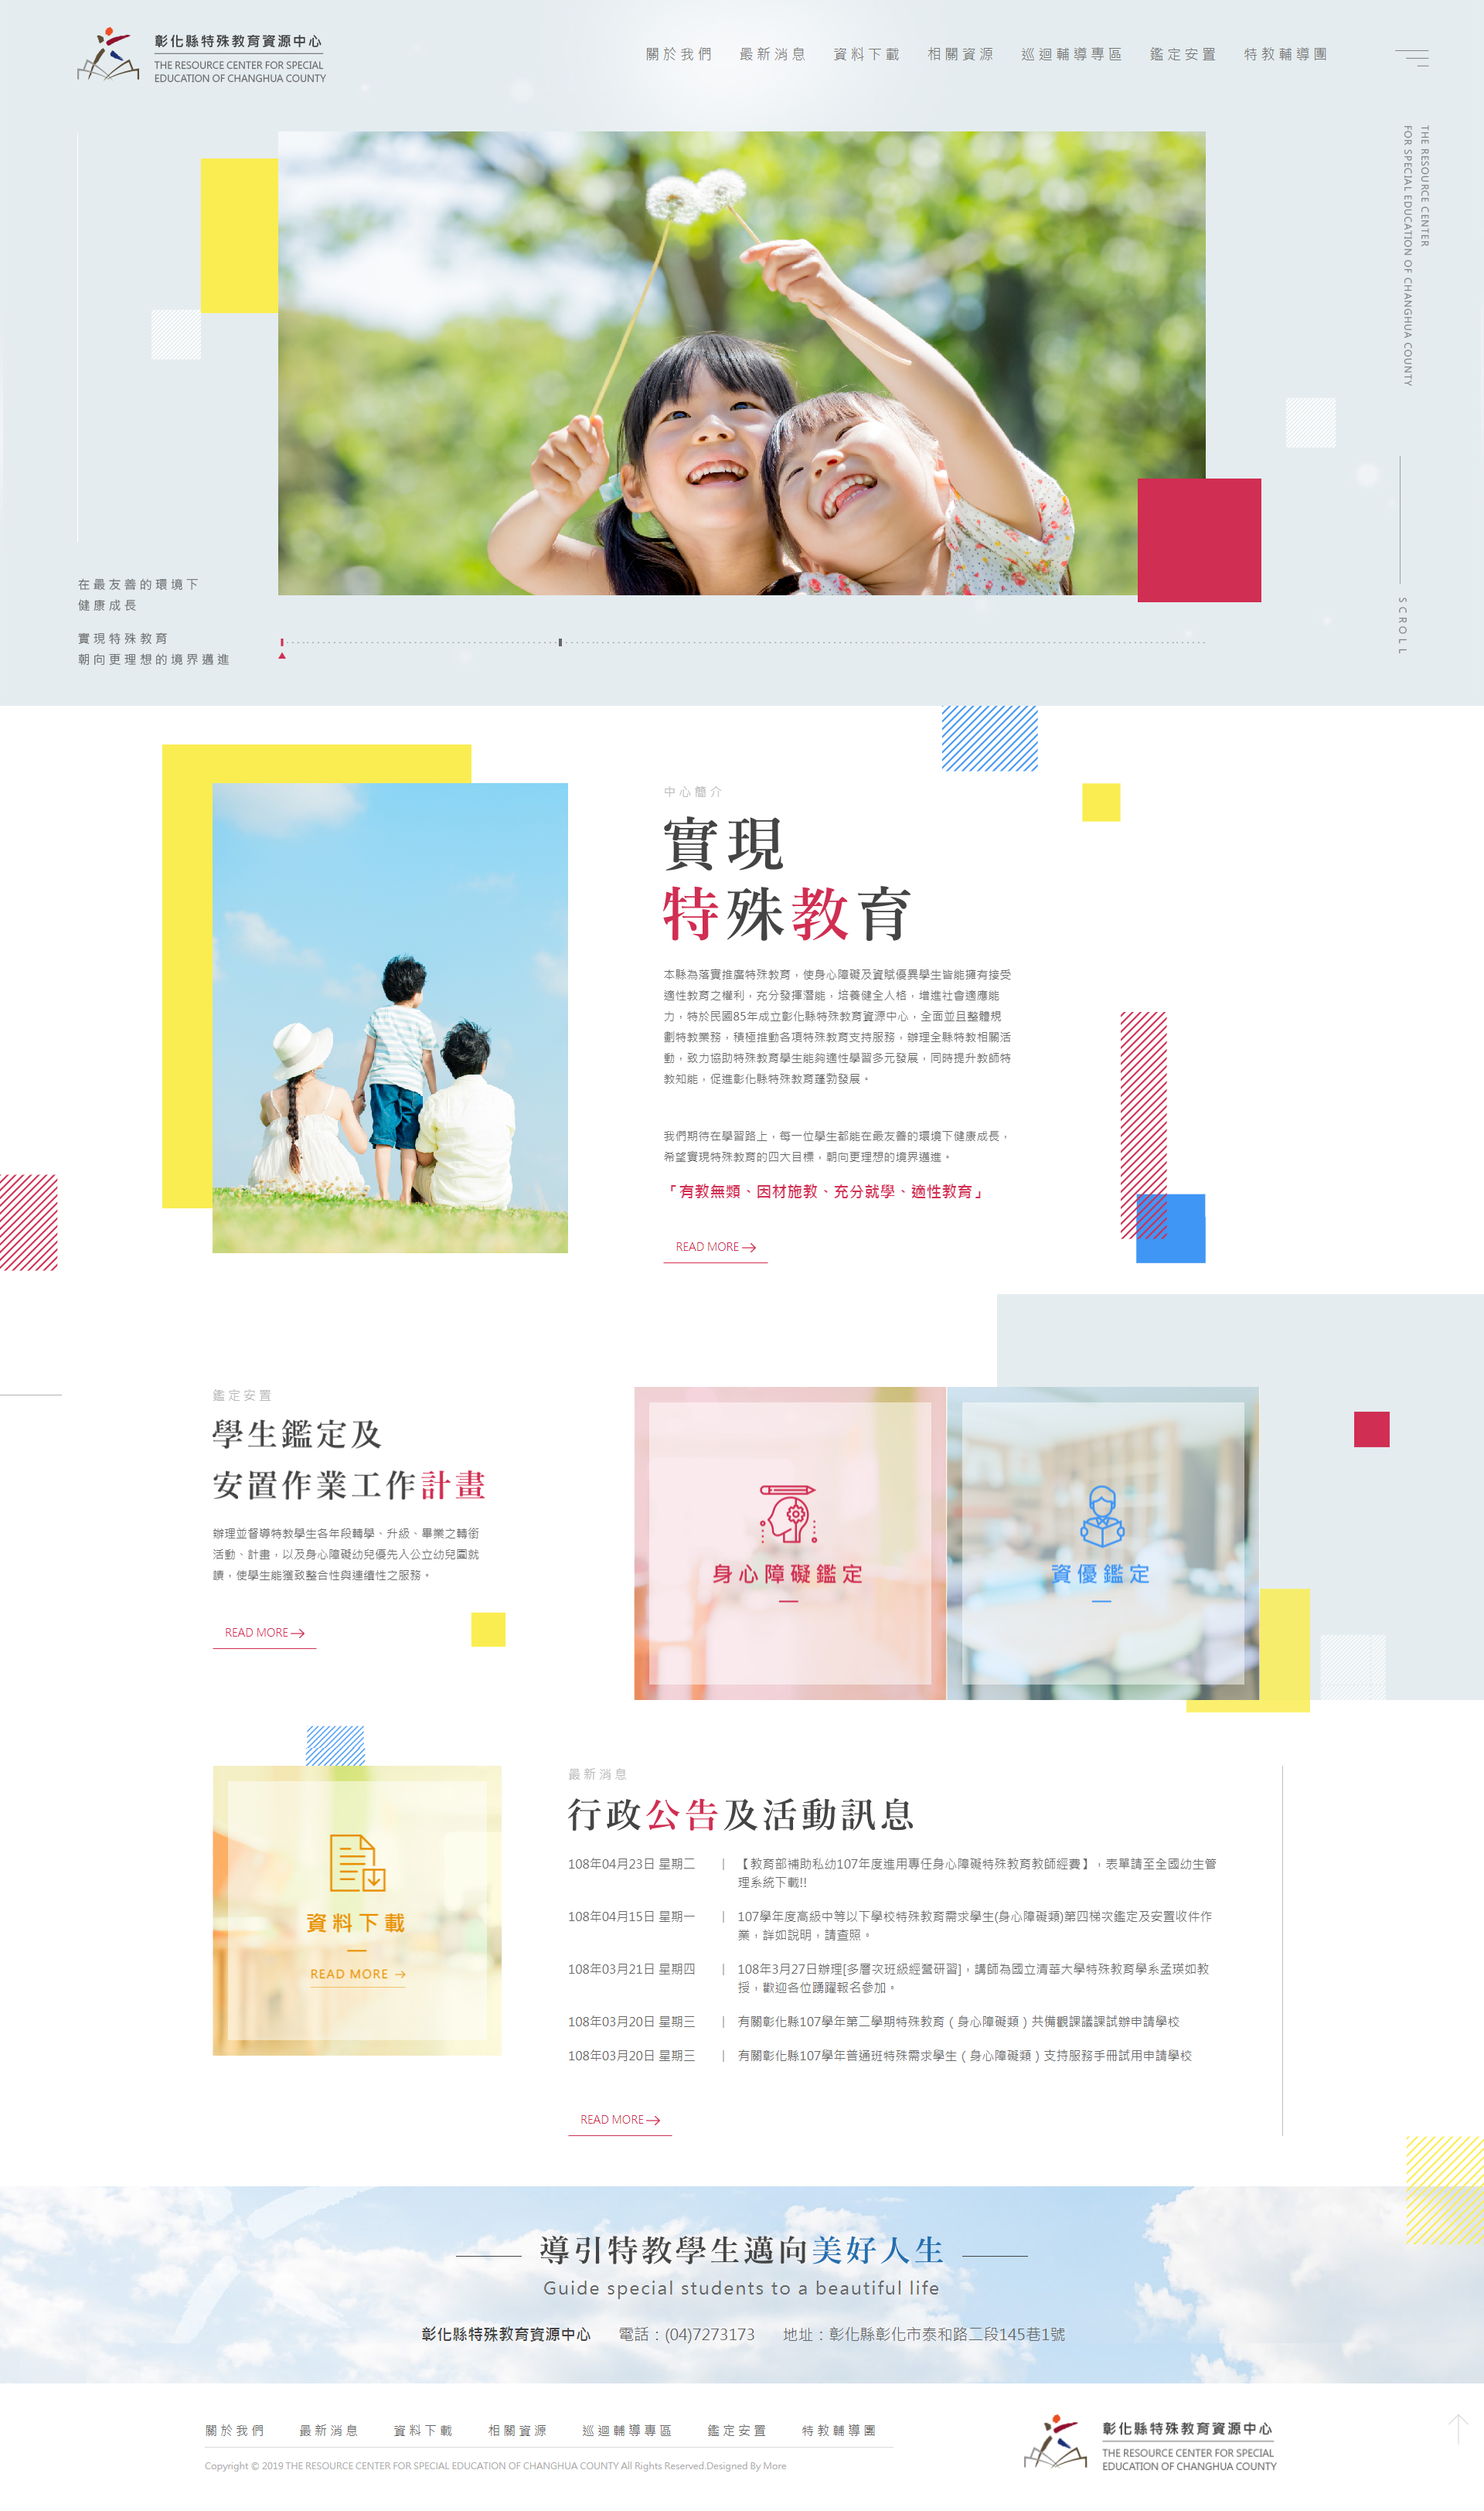 彰化縣特殊教育資源中心
THE RESOURCE CENTER FOR SPECIAL
EDUCATION OF CHANGHUA COUNTY
關於我們 最新消息 資料下載 相關資源 巡迴輔導專區 鑑定安置 特教輔導團
THE RESOURCE CENTER
FOR SPECIAL EDUCATION OF CHANGHUA COUNTY
SCROLL
在最友善的環境下
健康成長
實現特殊教育
朝向更理想的境界邁進
中心簡介
實現
特殊教育
本縣為落實推廣特殊教育，使身心障礙及資賦優異學生皆能擁有接受
適性教育之權利，充分發揮潛能，培養健全人格，增進社會適應能
力，特於民國85年成立彰化縣特殊教育資源中心，全面並且整體規
劃特教業務，積極推動各項特殊教育支持服務，辦理全縣特教相關活
動，致力協助特殊教育學生能夠適性學習多元發展，同時提升教師特
教知能，促進彰化縣特殊教育蓬勃發展。
我們期待在學習路上，每一位學生都能在最友善的環境下健康成長，
希望實現特殊教育的四大目標，朝向更理想的境界邁進。
「有教無類、因材施教、充分就學、適性教育」
READ MORE
鑑定安置
學生鑑定及
安置作業工作計畫
辦理並督導特教學生各年段轉學、升級、畢業之轉銜
活動、計畫，以及身心障礙幼兒優先入公立幼兒園就
讀，使學生能獲致整合性與連續性之服務。
READ MORE
身心障礙鑑定
資優鑑定
資料下載
READ MORE
最新消息
行政公告及活動訊息
108年04月23日 星期二 | 【教育部補助私幼107年度進用專任身心障礙特殊教育教師經費】，表單請至全國幼生管
理系統下載!!
108年04月15日 星期一 | 107學年度高級中等以下學校特殊教育需求學生(身心障礙類)第四梯次鑑定及安置收件作
業，詳如說明，請查照。
108年03月21日 星期四 | 108年3月27日辦理[多層次班級經營研習]，講師為國立清華大學特殊教育學系孟瑛如教
授，歡迎各位踴躍報名參加。
108年03月20日 星期三 | 有關彰化縣107學年第二學期特殊教育（身心障礙類）共備觀課議課試辦申請學校
108年03月20日 星期三 | 有關彰化縣107學年普通班特殊需求學生（身心障礙類）支持服務手冊試用申請學校
READ MORE
導引特教學生邁向美好人生
Guide special students to a beautiful life
彰化縣特殊教育資源中心 電話：(04)7273173 地址：彰化縣彰化市泰和路二段145巷1號
關於我們 最新消息 資料下載 相關資源 巡迴輔導專區 鑑定安置 特教輔導團
Copyright © 2019 THE RESOURCE CENTER FOR SPECIAL EDUCATION OF CHANGHUA COUNTY All Rights Reserved.Designed By More
彰化縣特殊教育資源中心
THE RESOURCE CENTER FOR SPECIAL
EDUCATION OF CHANGHUA COUNTY